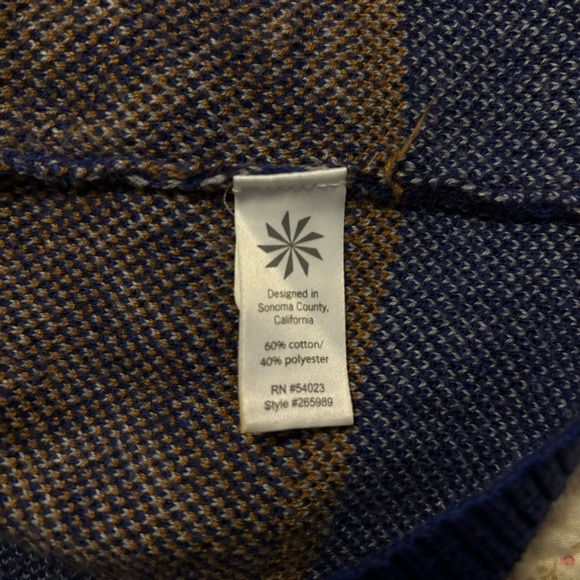 Designed in
Sonoma County,
California
60% cotton/
40% polyester
RN #54023
Style #265989